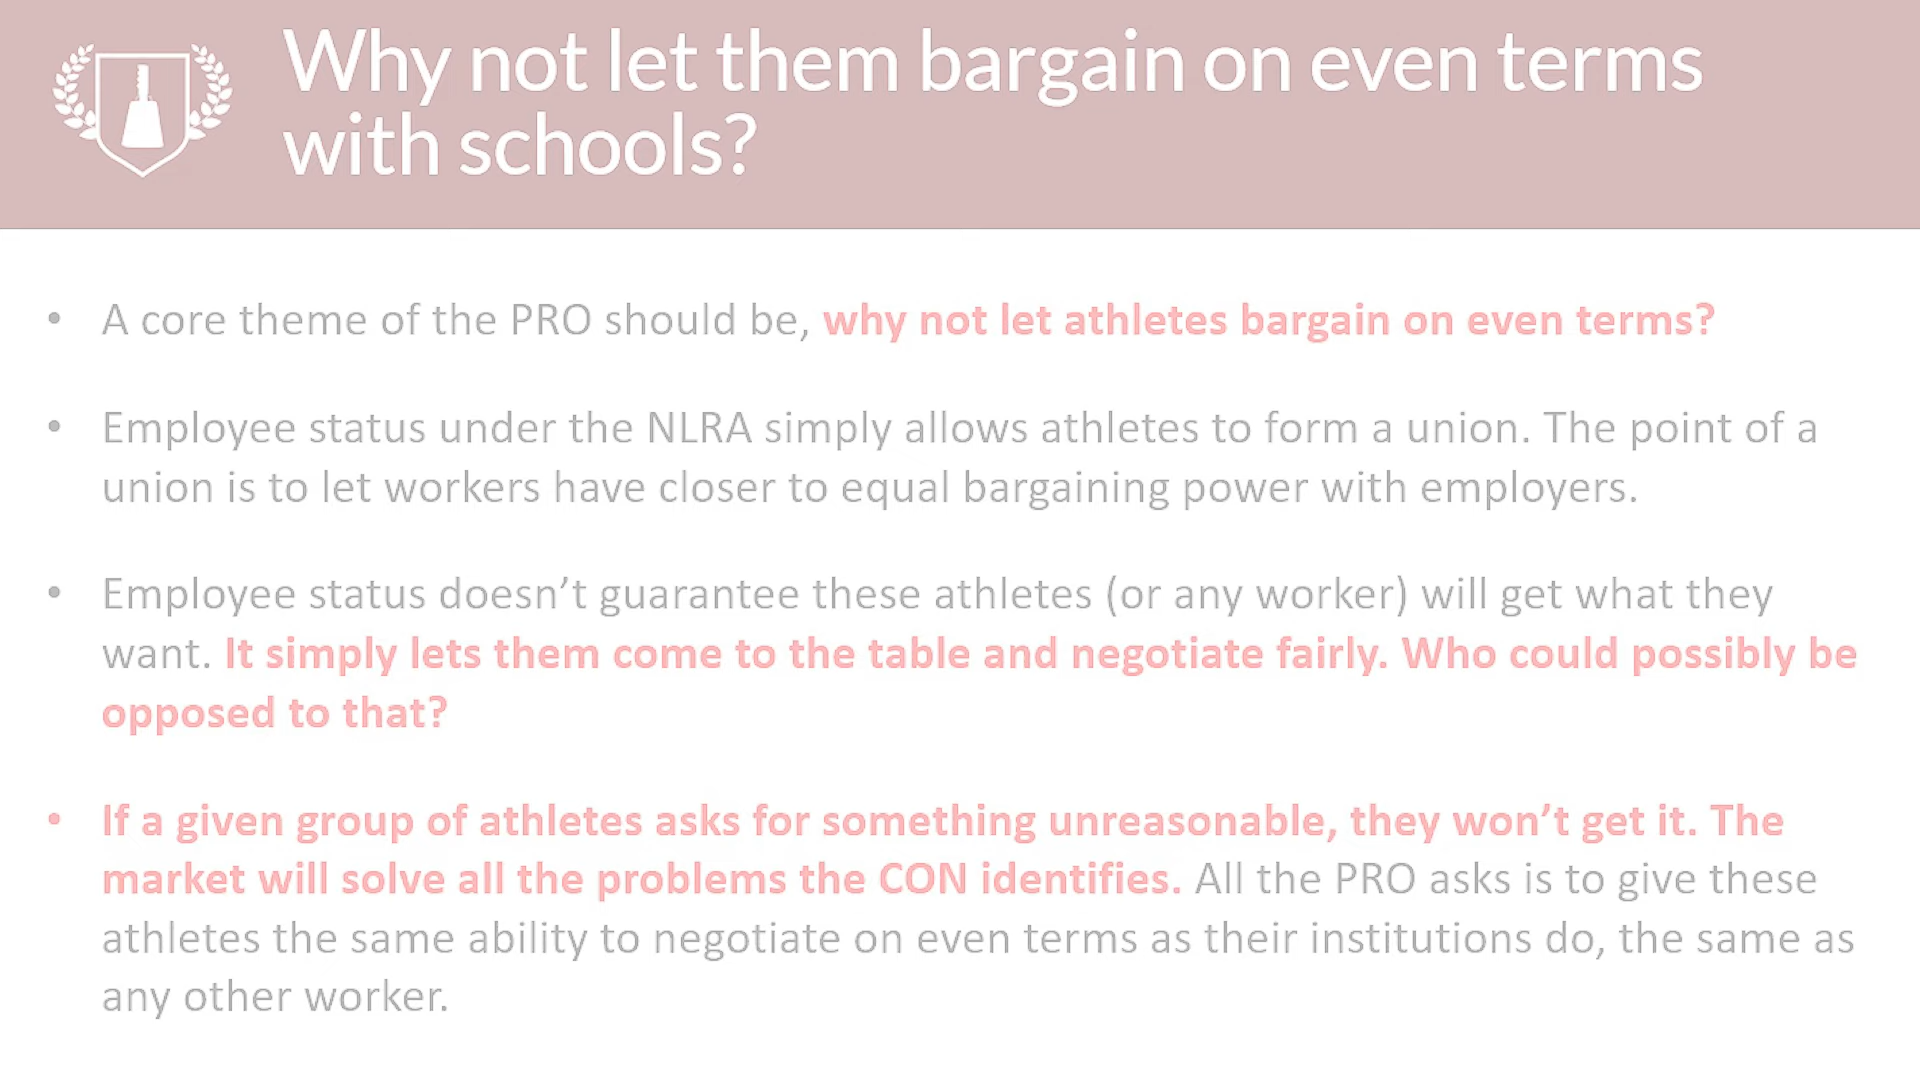 Why not let them bargain on even terms
with schools?
• A core theme of the PRO should be, why not let athletes bargain on even terms?
• Employee status under the NLRA simply allows athletes to form a union. The point of a
union is to let workers have closer to equal bargaining power with employers.
• Employee status doesn’t guarantee these athletes (or any worker) will get what they
want. It simply lets them come to the table and negotiate fairly. Who could possibly be
opposed to that?
• If a given group of athletes asks for something unreasonable, they won’t get it. The
market will solve all the problems the CON identifies. All the PRO asks is to give these
athletes the same ability to negotiate on even terms as their institutions do, the same as
any other worker.